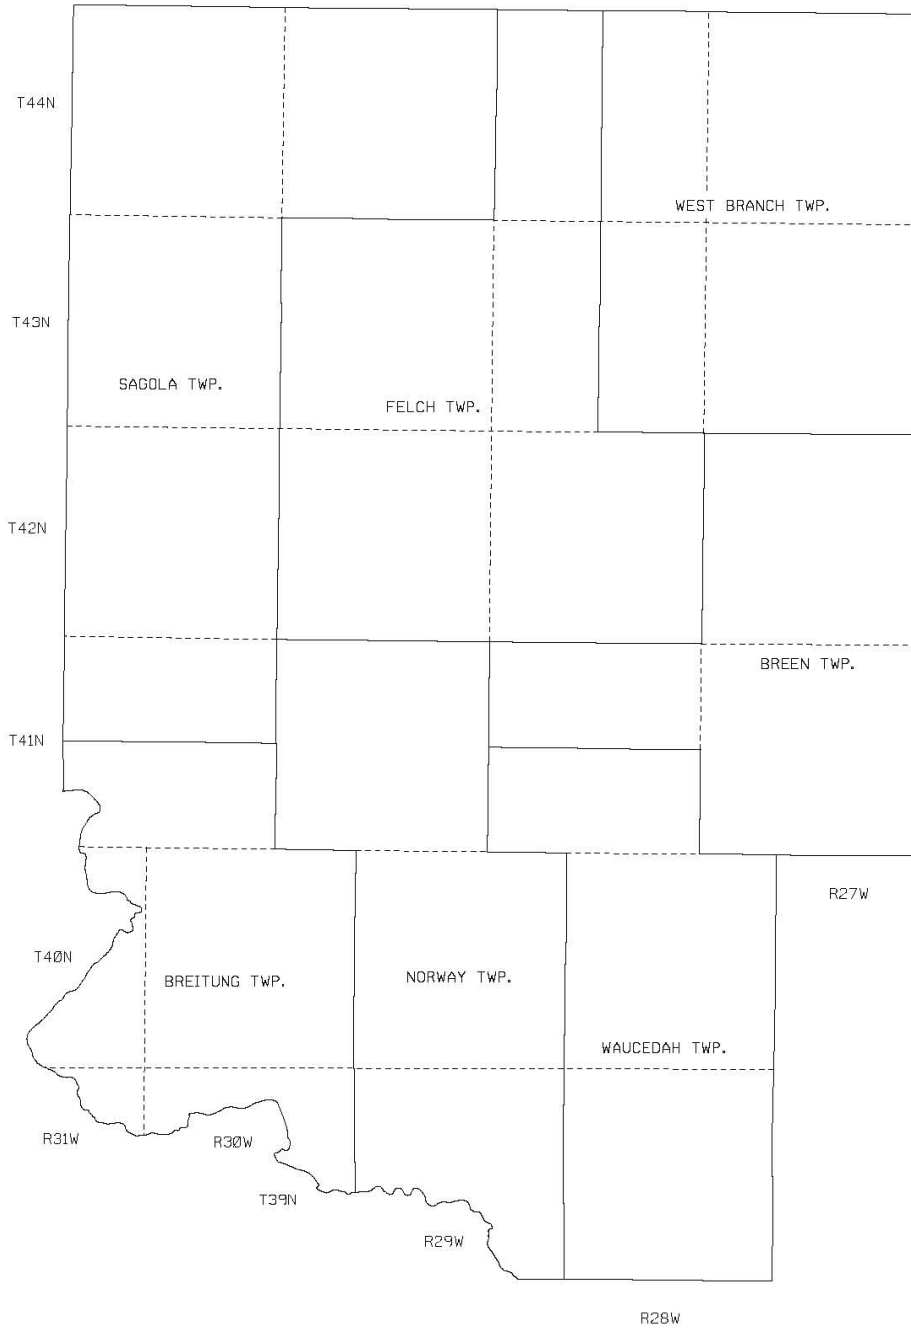 T44N
WEST BRANCH TWP.
T43N
SAGOLA TWP.
FELCH TWP.
T42N
BREEN TWP.
T41N
R27W
T40N
BREITUNG TWP.
NORWAY TWP.
WAUCEDAH TWP.
R31W
R30W
T39N
R29W
R28W